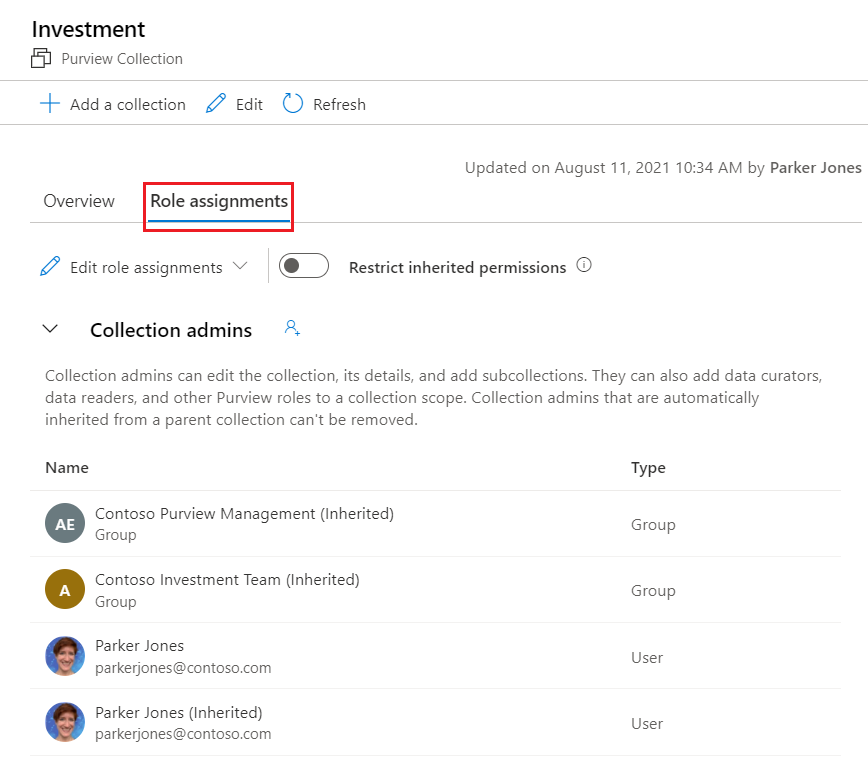 Investment
Purview Collection
Add a collection Edit Refresh
Updated on August 11, 2021 10:34 AM by Parker Jones
Overview Role assignments
Edit role assignments Restrict inherited permissions
Collection admins
Collection admins can edit the collection, its details, and add subcollections. They can also add data curators,
data readers, and other Purview roles to a collection scope. Collection admins that are automatically
inherited from a parent collection can't be removed.
Name Type
AE Contoso Purview Management (Inherited)
Group Group
A Contoso Investment Team (Inherited)
Group Group
Parker Jones
parkerjones@contoso.com User
Parker Jones (Inherited)
parkerjones@contoso.com User